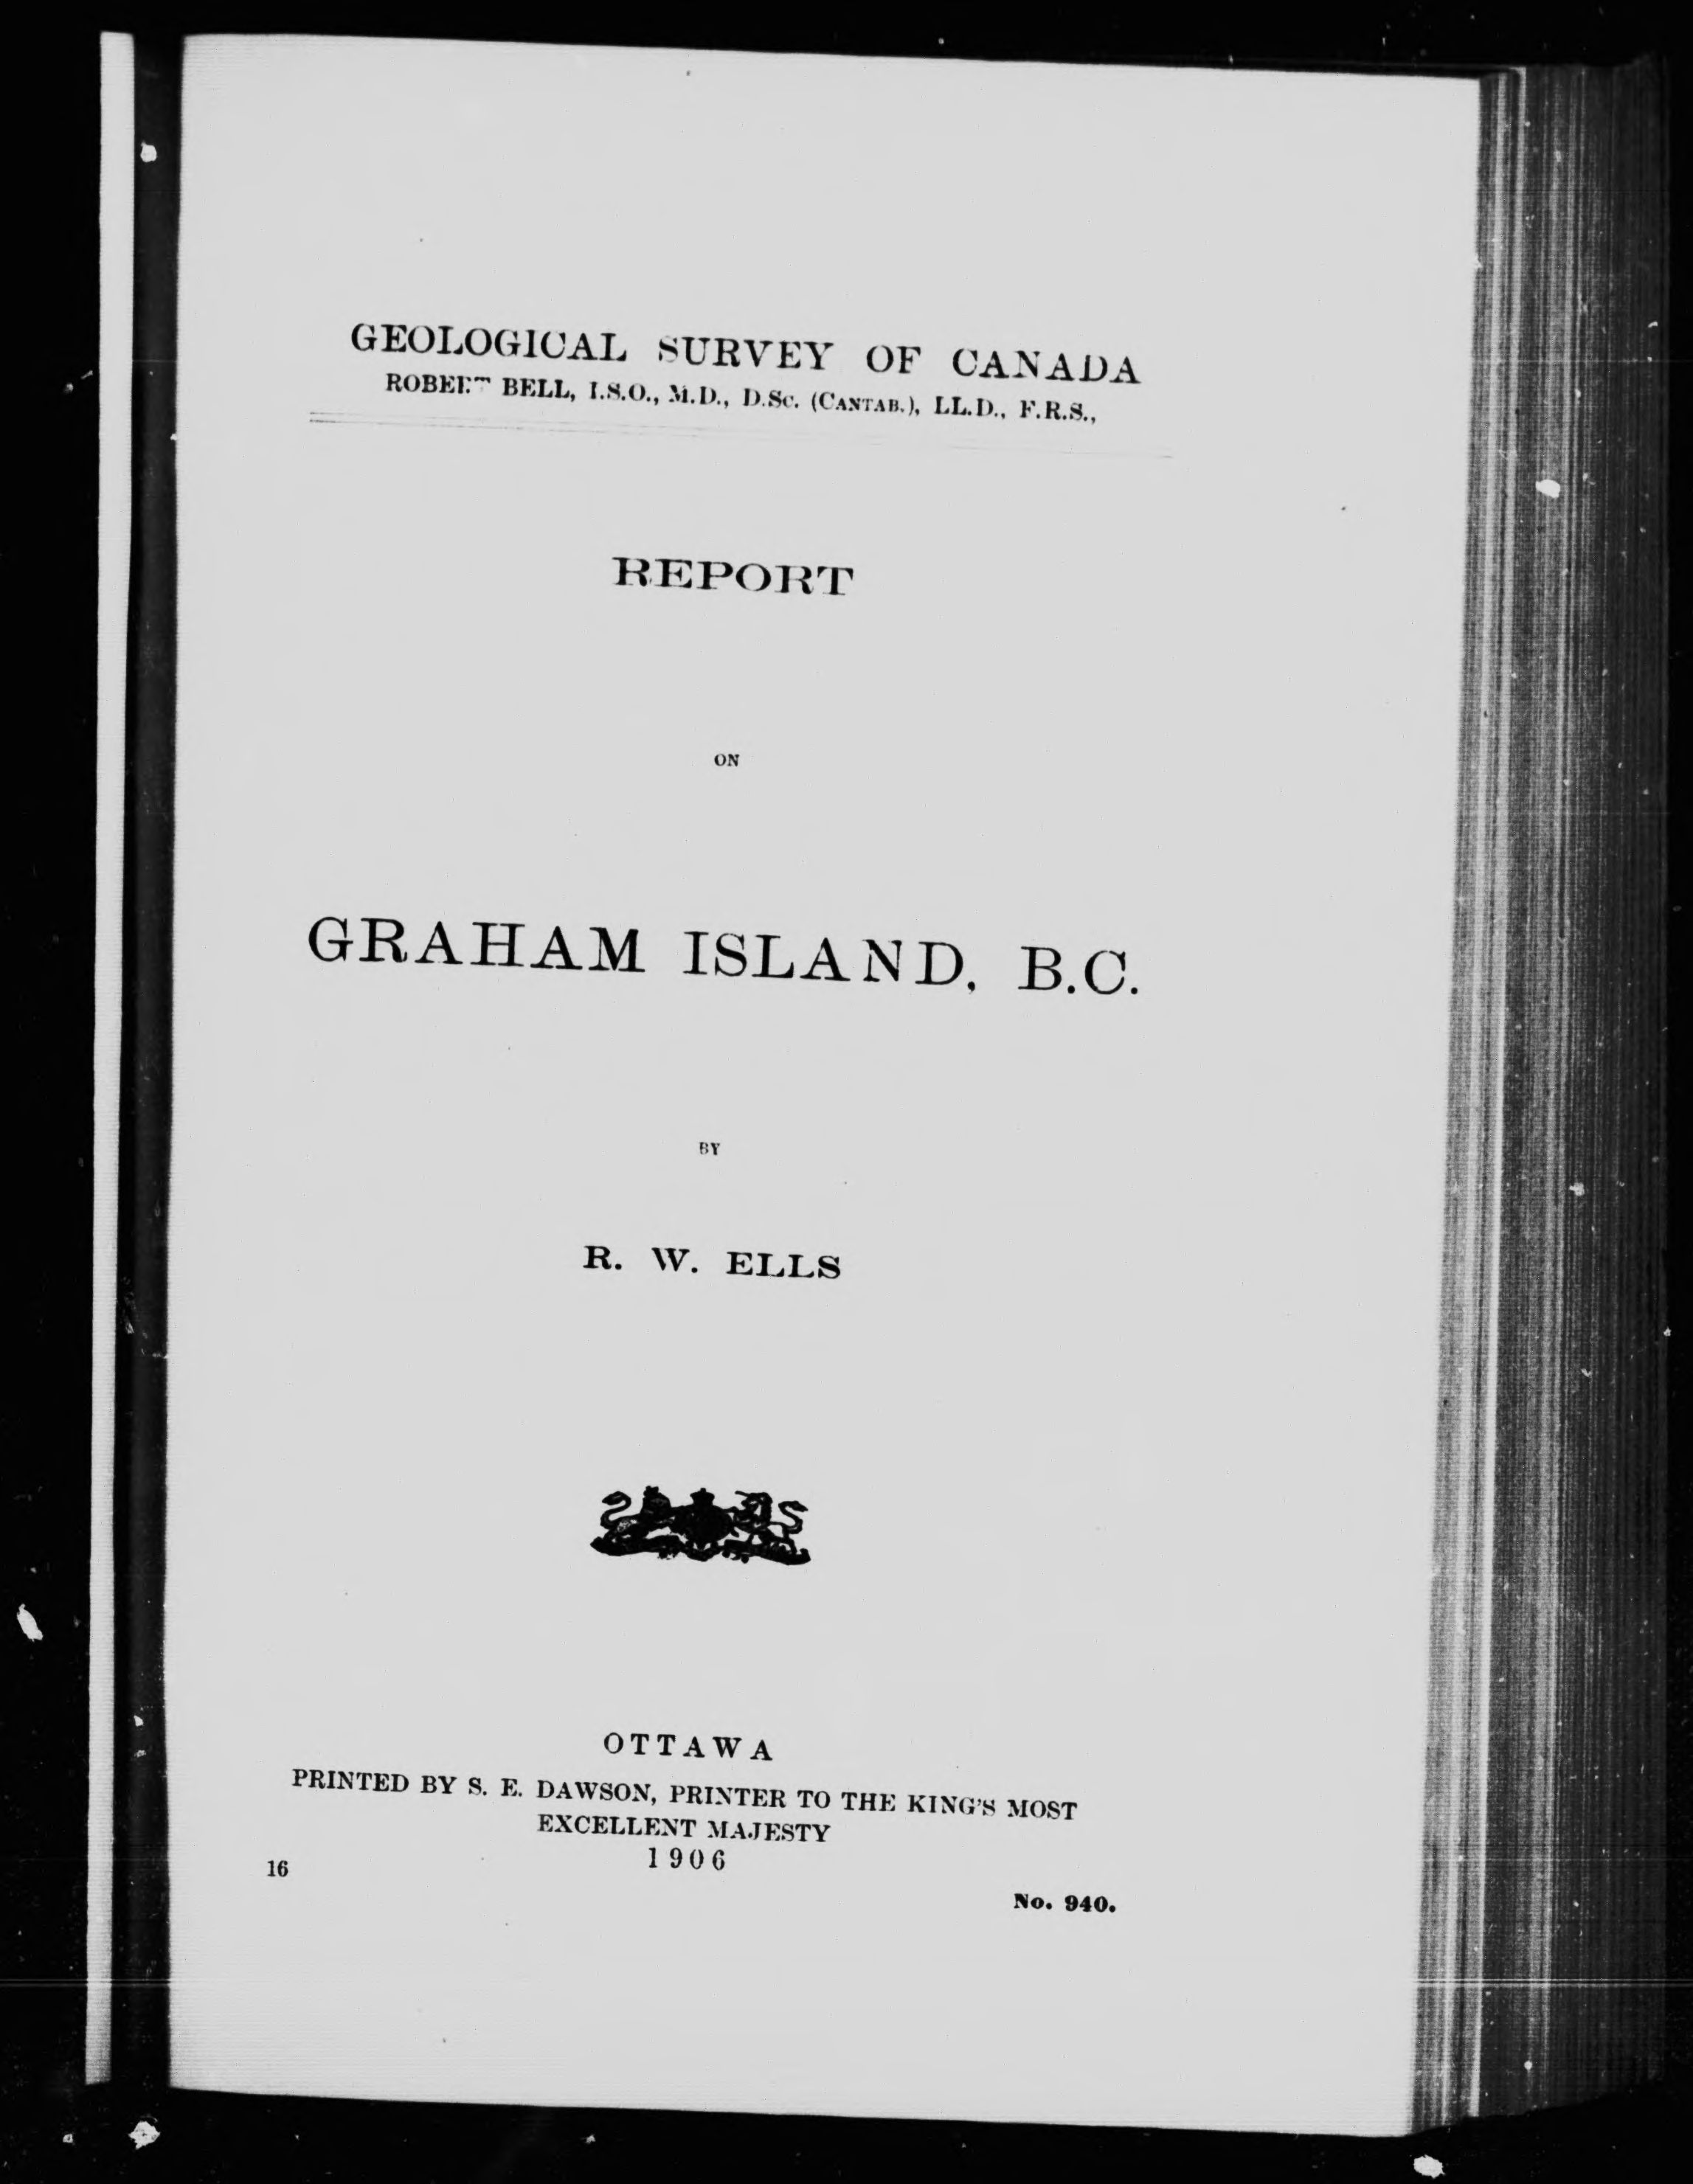 GEOLOGICAL SURVEY OF CANADA
ROBERT BELL, I.S.O., M.D., D.Sc. (CANTAB.), LL.D., F.R.S.,
REPORT
ON
GRAHAM ISLAND, B.C.
BY
R. W. ELLS
OTTAWA
PRINTED BY S. E. DAWSON, PRINTER TO THE KING'S MOST
EXCELLENT MAJESTY
1906
16
No. 940.